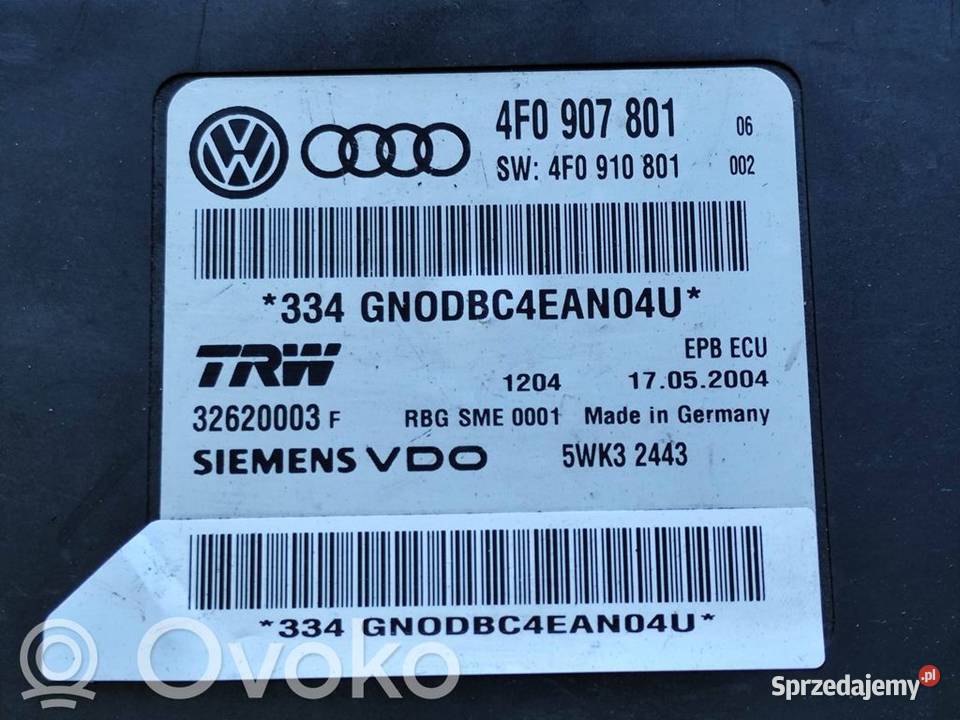 4F0 907 801 06
SW: 4F0 910 801 002
*334 GNODBC4EAN04U*
TRW EPB ECU
1204 17.05.2004
32620003 F RBG SME 0001 Made in Germany
SIEMENS VDO 5WK3 2443
*334 GNODBC4EAN04U*
Ovoko
Sprzedajemy.pl